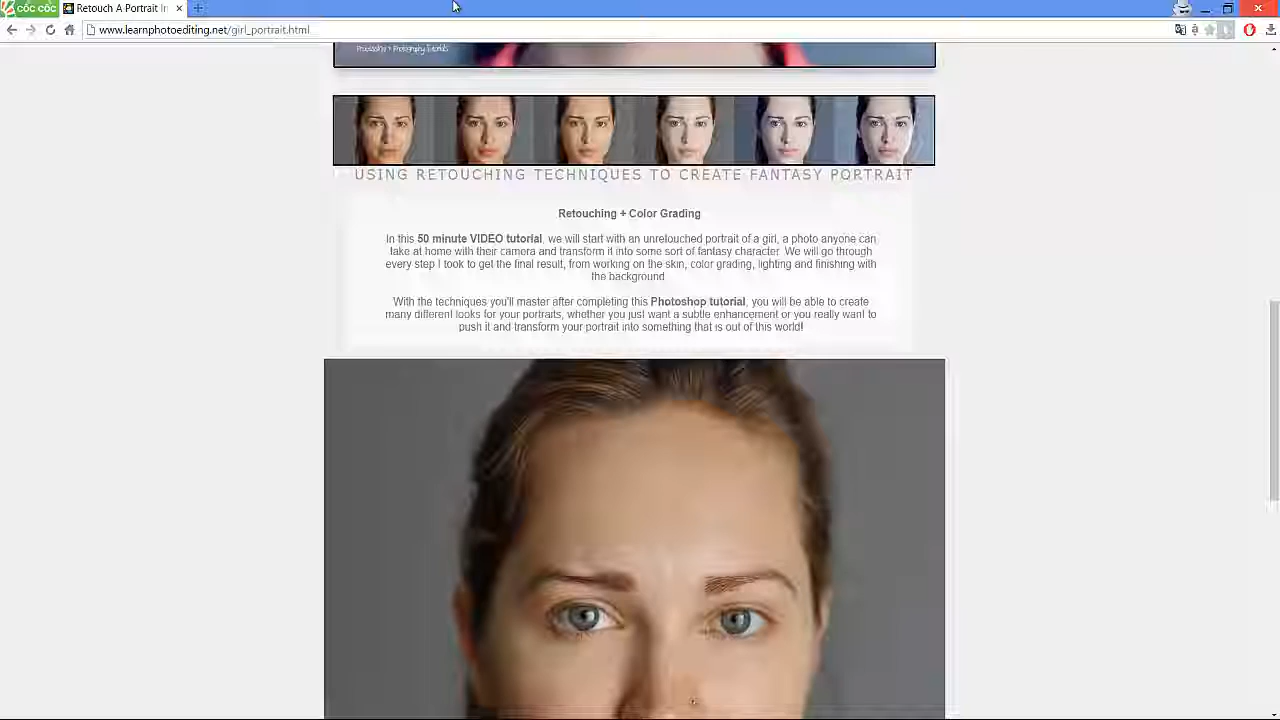 cốc cốc
Retouch A Portrait In
www.learnphotoediting.net/girl_portrait.html
Processing + Photography Tutorials
USING RETOUCHING TECHNIQUES TO CREATE FANTASY PORTRAIT
Retouching + Color Grading
In this 50 minute VIDEO tutorial, we will start with an unretouched portrait of a girl, a photo anyone can
take at home with their camera and transform it into some sort of fantasy character. We will go through
every step I took to get the final result, from working on the skin, color grading, lighting and finishing with
the background.
With the techniques you'll master after completing this Photoshop tutorial, you will be able to create
many different looks for your portraits, whether you just want a subtle enhancement or you really want to
push it and transform your portrait into something that is out of this world!